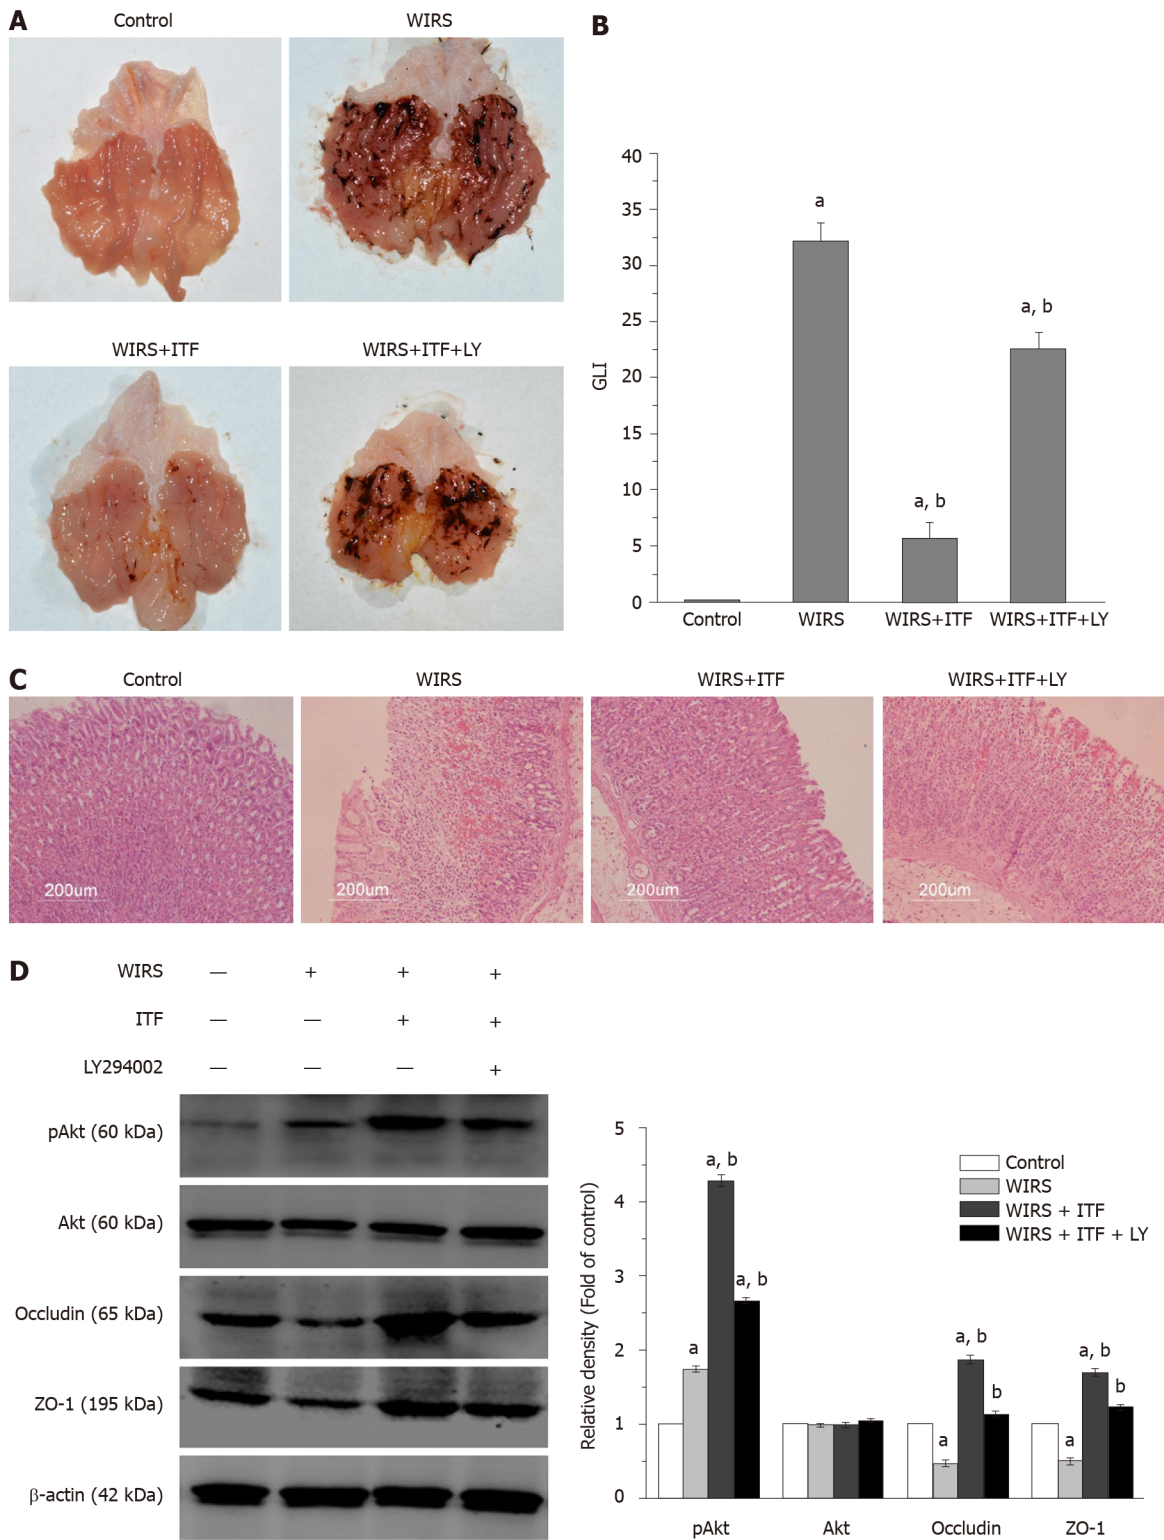 A
Control
WIRS
WIRS+ITF
WIRS+ITF+LY
B
40
35
30
25
20
15
10
5
0
GLI
a
a, b
a, b
Control
WIRS
WIRS+ITF
WIRS+ITF+LY
C
Control
WIRS
WIRS+ITF
WIRS+ITF+LY
200um
200um
200um
200um
D
WIRS — + + +
ITF — — + +
LY294002 — — — +
pAkt (60 kDa)
Akt (60 kDa)
Occludin (65 kDa)
ZO-1 (195 kDa)
β-actin (42 kDa)
Relative density (Fold of control)
5
4
3
2
1
0
a
a, b
a, b
a
a, b
b
a
a, b
b
Control
WIRS
WIRS + ITF
WIRS + ITF + LY
pAkt
Akt
Occludin
ZO-1